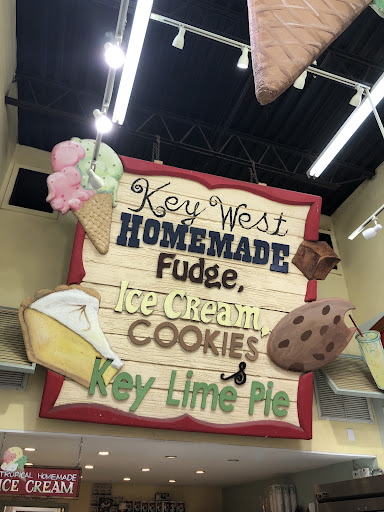 Key West
HOMEMADE
Fudge,
Ice Cream,
COOKIES
&
Key Lime Pie
TROPICAL HOMEMADE
ICE CREAM